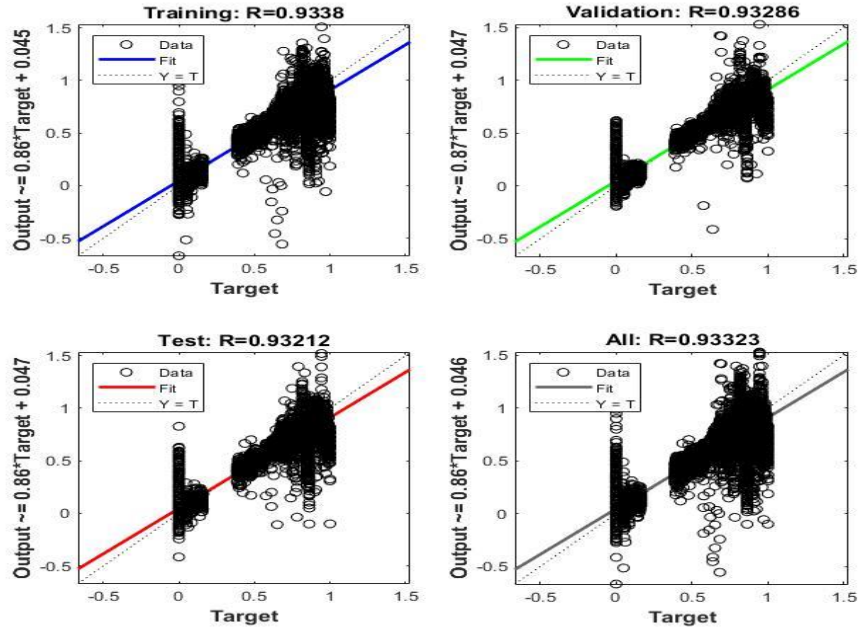 Training: R=0.9338
Output ~= 0.86*Target + 0.045
1.5
1
0.5
0
-0.5
Data
Fit
Y = T
-0.5 0 0.5 1 1.5
Target
Validation: R=0.93286
Output ~= 0.87*Target + 0.047
1.5
1
0.5
0
-0.5
Data
Fit
Y = T
-0.5 0 0.5 1 1.5
Target
Test: R=0.93212
Output ~= 0.86*Target + 0.047
1.5
1
0.5
0
-0.5
Data
Fit
Y = T
-0.5 0 0.5 1 1.5
Target
All: R=0.93323
Output ~= 0.86*Target + 0.046
1.5
1
0.5
0
-0.5
Data
Fit
Y = T
-0.5 0 0.5 1 1.5
Target